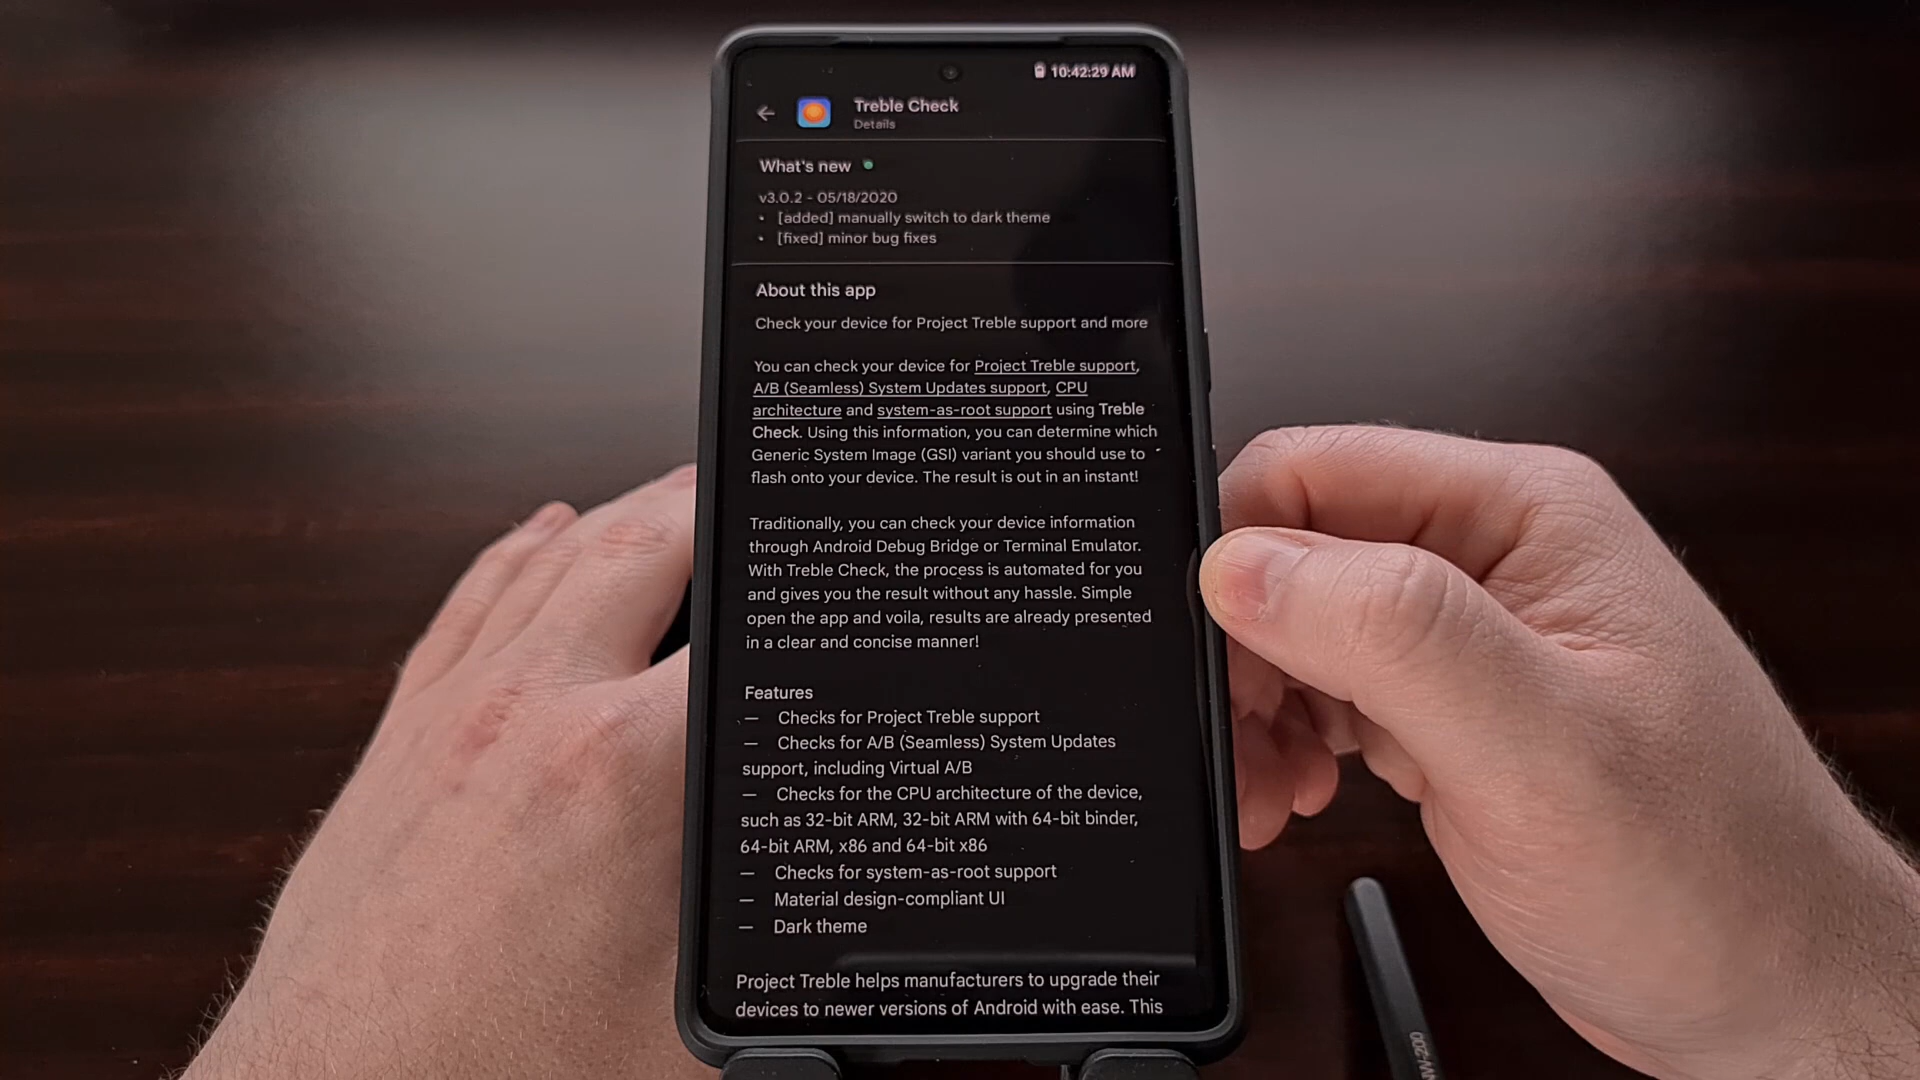 10:42:29 AM
Treble Check
Details
What's new
v3.0.2 - 05/18/2020
• [added] manually switch to dark theme
• [fixed] minor bug fixes
About this app
Check your device for Project Treble support and more
You can check your device for Project Treble support,
A/B (Seamless) System Updates support, CPU
architecture and system-as-root support using Treble
Check. Using this information, you can determine which
Generic System Image (GSI) variant you should use to
flash onto your device. The result is out in an instant!
Traditionally, you can check your device information
through Android Debug Bridge or Terminal Emulator.
With Treble Check, the process is automated for you
and gives you the result without any hassle. Simple
open the app and voila, results are already presented
in a clear and concise manner!
Features
— Checks for Project Treble support
— Checks for A/B (Seamless) System Updates
support, including Virtual A/B
— Checks for the CPU architecture of the device,
such as 32-bit ARM, 32-bit ARM with 64-bit binder,
64-bit ARM, x86 and 64-bit x86
— Checks for system-as-root support
— Material design-compliant UI
— Dark theme
Project Treble helps manufacturers to upgrade their
devices to newer versions of Android with ease. This